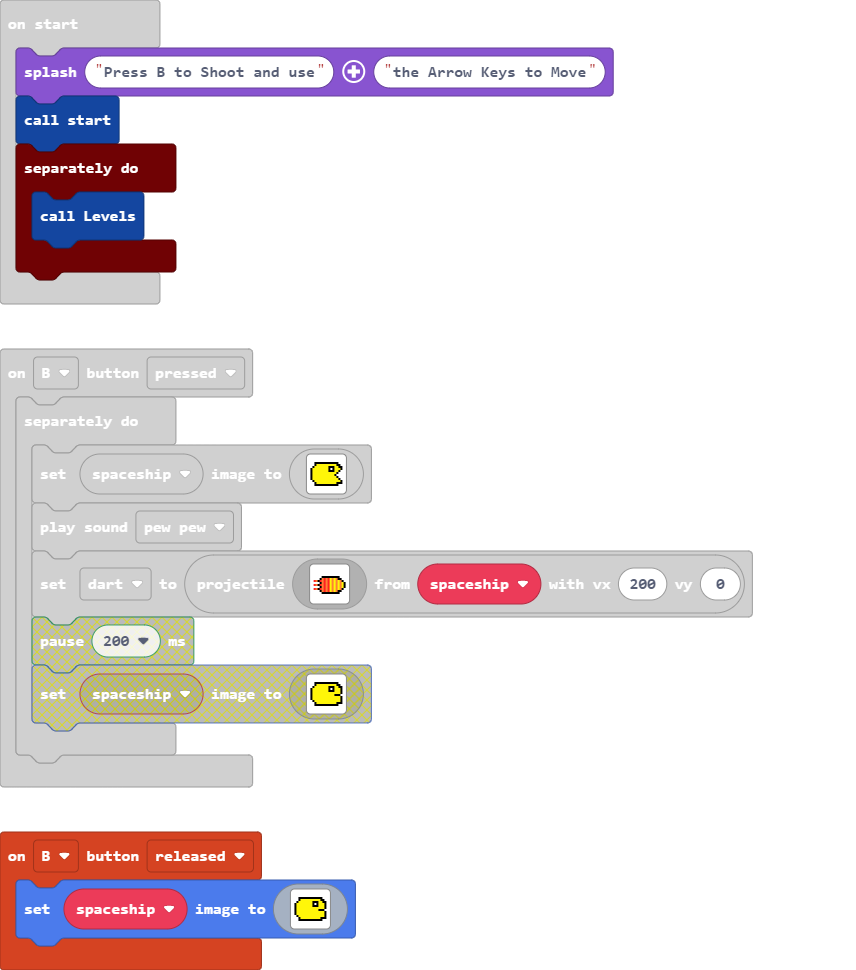 on start
splash "Press B to Shoot and use" "the Arrow Keys to Move"
call start
separately do
call Levels
on B button pressed
separately do
set spaceship image to
play sound pew pew
set dart to projectile from spaceship with vx 200 vy 0
pause 200 ms
set spaceship image to
on B button released
set spaceship image to